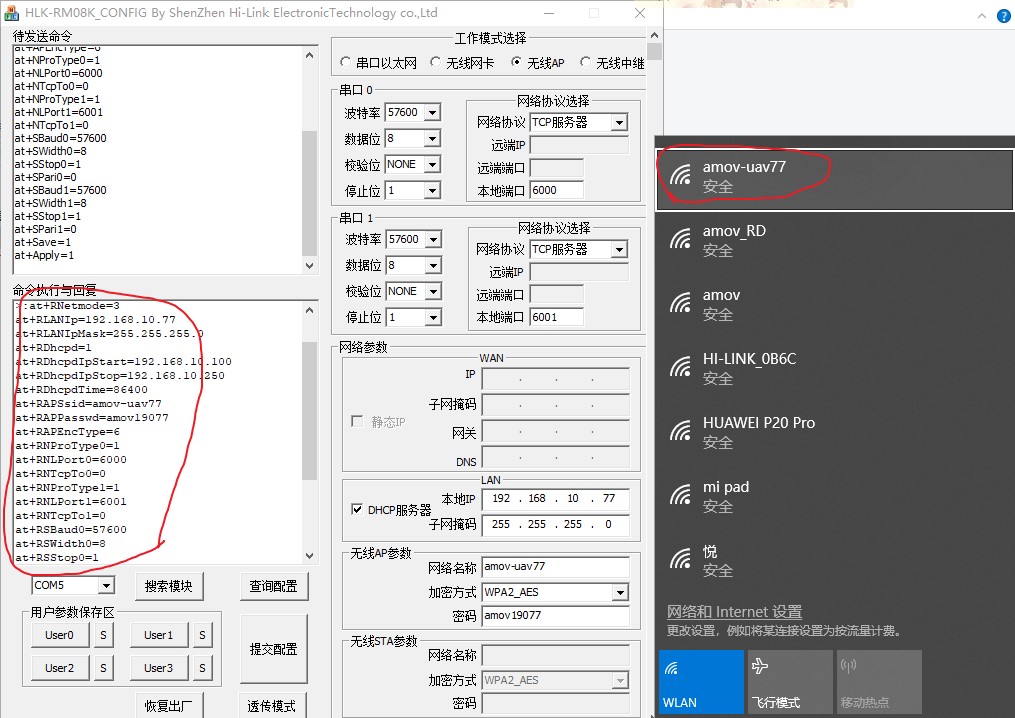 HLK-RM08K_CONFIG By ShenZhen Hi-Link ElectronicTechnology co.,Ltd
待发送命令
at+NProType0=1
at+NLPort0=6000
at+NTcpTo0=0
at+NProType1=1
at+NLPort1=6001
at+NTcpTo1=0
at+SBaud0=57600
at+SWidth0=8
at+SStop0=1
at+SPari0=0
at+SBaud1=57600
at+SWidth1=8
at+SStop1=1
at+SPari1=0
at+Save=1
at+Apply=1
命令执行与回复
>:at+RNetmode=3
at+RLANIp=192.168.10.77
at+RLANIpMask=255.255.255.0
at+RDhcpd=1
at+RDhcpdIpStart=192.168.10.100
at+RDhcpdIpStop=192.168.10.250
at+RDhcpdTime=86400
at+RAPSsid=amov-uav77
at+RAPPasswd=amov19077
at+RAPEncType=6
at+RNProType0=1
at+RNLPort0=6000
at+RNTcpTo0=0
at+RNProType1=1
at+RNLPort1=6001
at+RNTcpTo1=0
at+RSBaud0=57600
at+RSWidth0=8
at+RSStop0=1
COM5 搜索模块 查询配置
用户参数保存区
User0 S User1 S
User2 S User3 S
提交配置
恢复出厂 透传模式
工作模式选择
串口以太网 无线网卡 无线AP 无线中继
串口 0
波特率 57600
数据位 8
校验位 NONE
停止位 1
网络协议选择
网络协议 TCP服务器
远端IP
远端端口
本地端口 6000
串口 1
波特率 57600
数据位 8
校验位 NONE
停止位 1
网络协议选择
网络协议 TCP服务器
远端IP
远端端口
本地端口 6001
网络参数
WAN
静态IP
IP . . .
子网掩码 . . .
网关 . . .
DNS . . .
LAN
DHCP服务器
本地IP 192 . 168 . 10 . 77
子网掩码 255 . 255 . 255 . 0
无线AP参数
网络名称 amov-uav77
加密方式 WPA2_AES
密码 amov19077
无线STA参数
网络名称
加密方式 WPA2_AES
密码
?
amov-uav77
安全
amov_RD
安全
amov
安全
HI-LINK_0B6C
安全
HUAWEI P20 Pro
安全
mi pad
安全
悦
安全
网络和 Internet 设置
更改设置，例如将某连接设置为按流量计费。
WLAN 飞行模式 移动热点